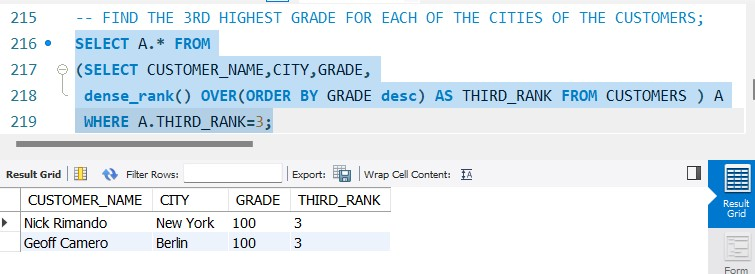 215 -- FIND THE 3RD HIGHEST GRADE FOR EACH OF THE CITIES OF THE CUSTOMERS;
216 SELECT A.* FROM
217 (SELECT CUSTOMER_NAME,CITY,GRADE,
218 dense_rank() OVER(ORDER BY GRADE desc) AS THIRD_RANK FROM CUSTOMERS ) A
219 WHERE A.THIRD_RANK=3;
Result Grid Filter Rows: Export: Wrap Cell Content: IA
CUSTOMER_NAME CITY GRADE THIRD_RANK
Nick Rimando New York 100 3
Geoff Camero Berlin 100 3
Result Grid
Form